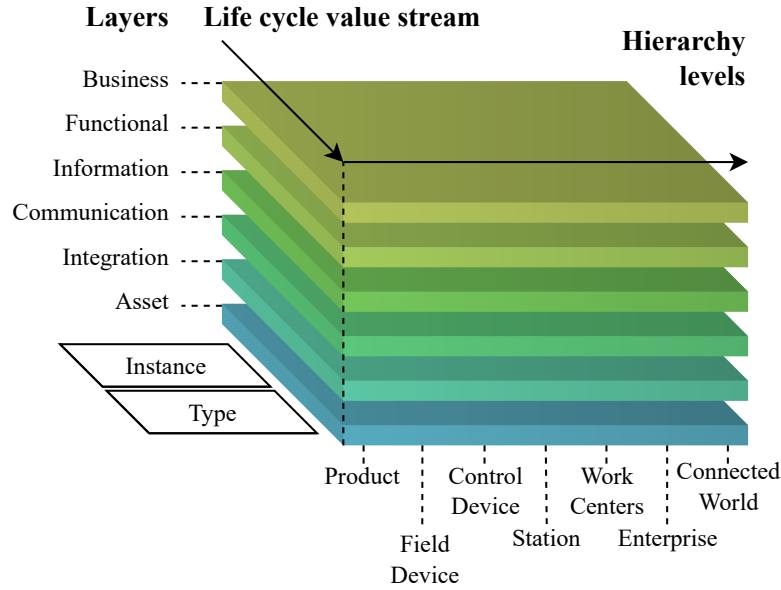 Layers
Life cycle value stream
Hierarchy
levels
Business
Functional
Information
Communication
Integration
Asset
Instance
Type
Product
Field
Device
Control
Device
Station
Work
Centers
Enterprise
Connected
World